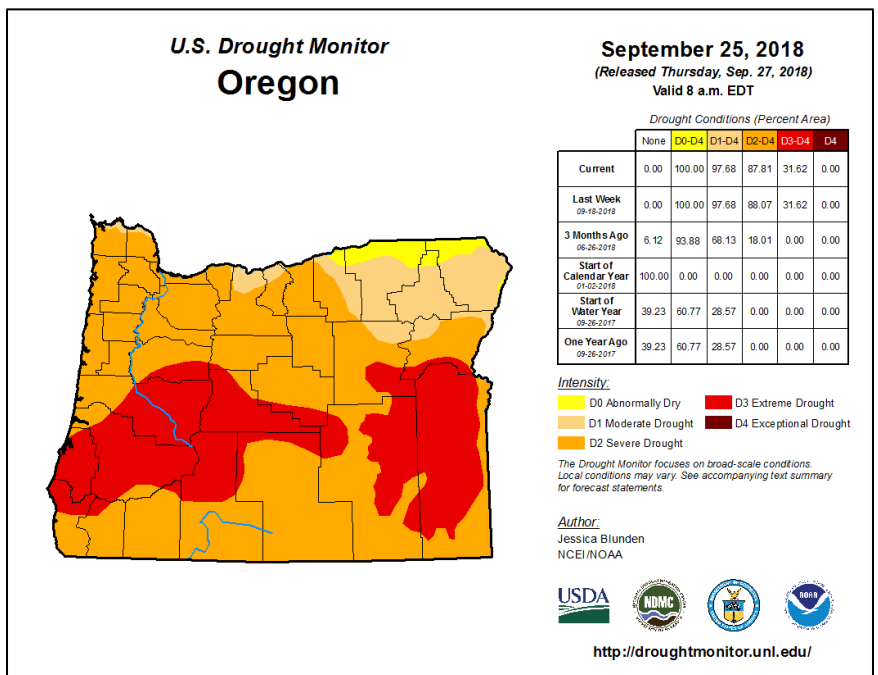 U.S. Drought Monitor
Oregon
September 25, 2018
(Released Thursday, Sep. 27, 2018)
Valid 8 a.m. EDT
Drought Conditions (Percent Area)
None D0-D4 D1-D4 D2-D4 D3-D4 D4
Current 0.00 100.00 97.68 87.81 31.62 0.00
Last Week
09-18-2018 0.00 100.00 97.68 88.07 31.62 0.00
3 Months Ago
06-26-2018 6.12 93.88 68.13 18.01 0.00 0.00
Start of
Calendar Year
01-02-2018 100.00 0.00 0.00 0.00 0.00 0.00
Start of
Water Year
09-26-2017 39.23 60.77 28.57 0.00 0.00 0.00
One Year Ago
09-26-2017 39.23 60.77 28.57 0.00 0.00 0.00
Intensity:
D0 Abnormally Dry
D1 Moderate Drought
D2 Severe Drought
D3 Extreme Drought
D4 Exceptional Drought
The Drought Monitor focuses on broad-scale conditions.
Local conditions may vary. See accompanying text summary
for forecast statements.
Author:
Jessica Blunden
NCEI/NOAA
USDA
NDMC
NOAA
http://droughtmonitor.unl.edu/